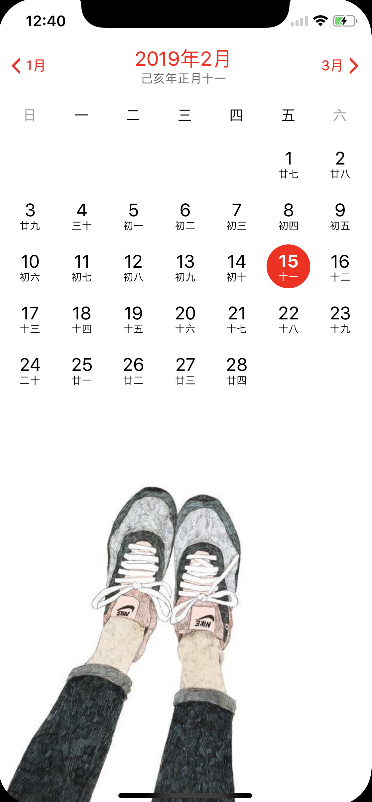 12:40
1月 2019年2月 3月
己亥年正月十一
日 一 二 三 四 五 六
1 2
廿七 廿八
3 4 5 6 7 8 9
廿九 三十 初一 初二 初三 初四 初五
10 11 12 13 14 15 16
初六 初七 初八 初九 初十 十一 十二
17 18 19 20 21 22 23
十三 十四 十五 十六 十七 十八 十九
24 25 26 27 28
二十 廿一 廿二 廿三 廿四
NIKE NIKE